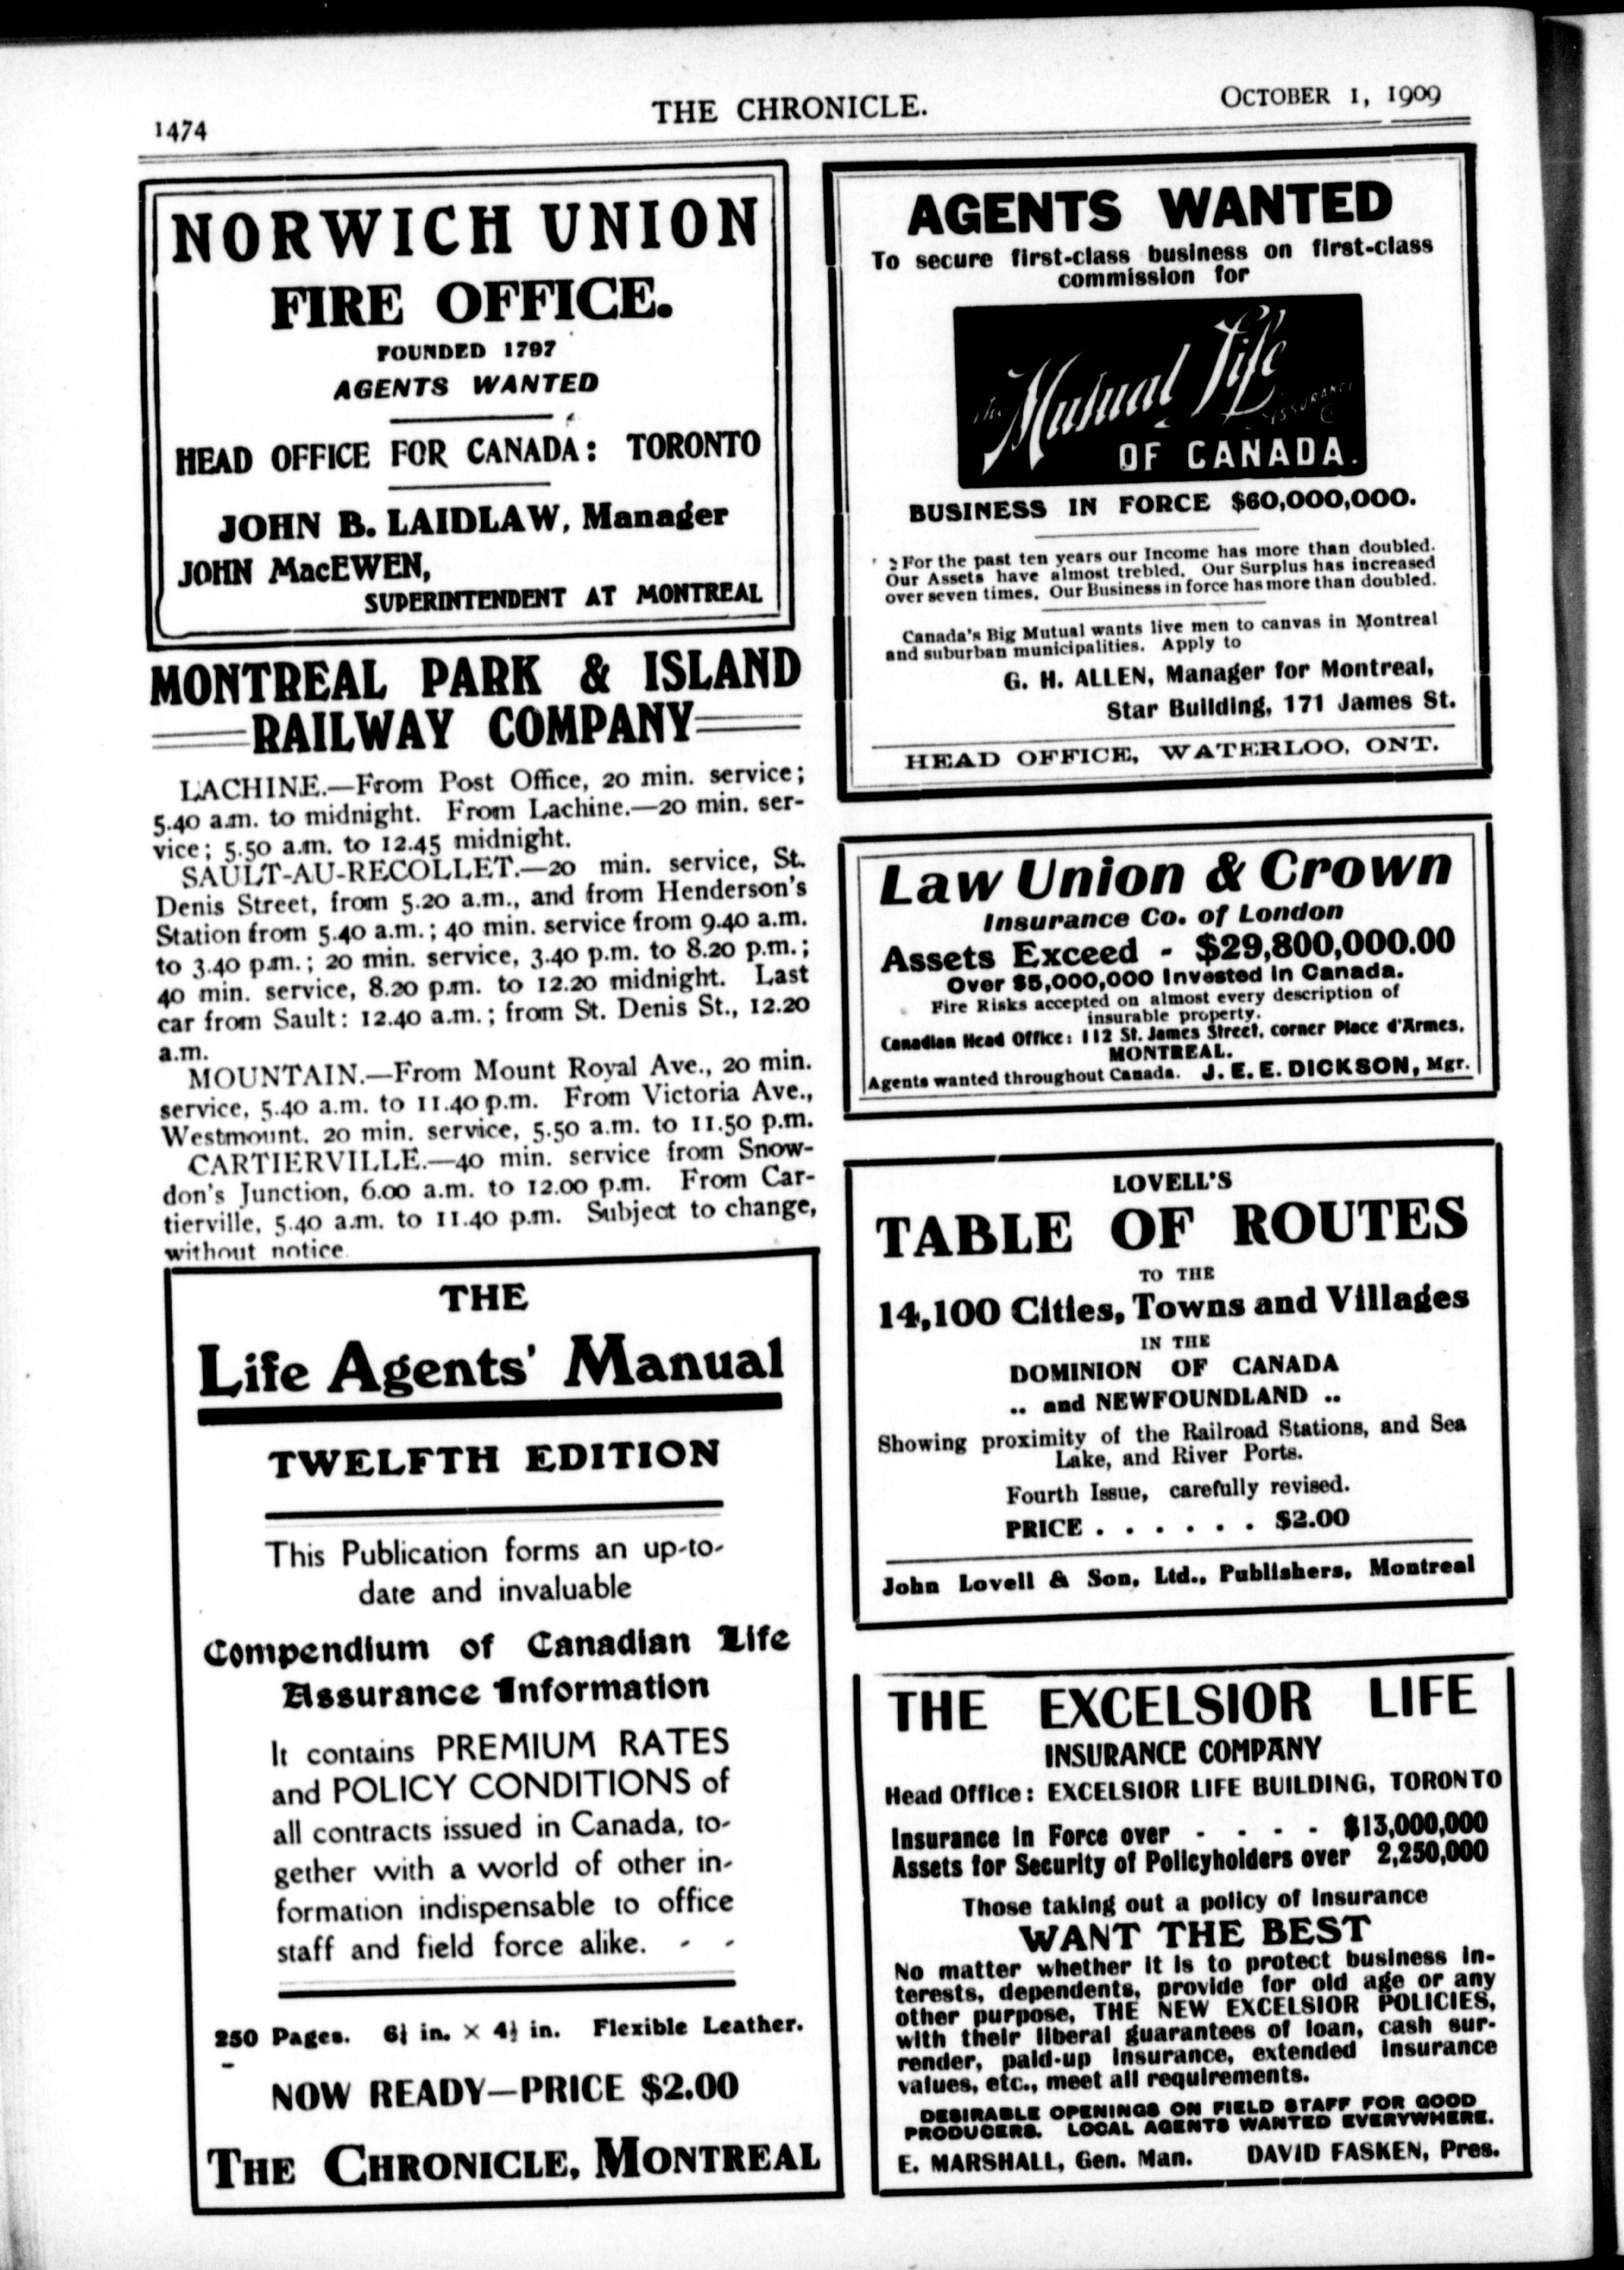 1474
THE CHRONICLE.
OCTOBER 1, 1909
NORWICH UNION
FIRE OFFICE.
FOUNDED 1797
AGENTS WANTED
HEAD OFFICE FOR CANADA: TORONTO
JOHN B. LAIDLAW, Manager
JOHN MacEWEN,
SUPERINTENDENT AT MONTREAL
MONTREAL PARK & ISLAND
RAILWAY COMPANY
LACHINE.—From Post Office, 20 min. service;
5.40 a.m. to midnight. From Lachine.—20 min. ser-
vice; 5.50 a.m. to 12.45 midnight.
SAULT-AU-RECOLLET.—20 min. service, St.
Denis Street, from 5.20 a.m., and from Henderson's
Station from 5.40 a.m.; 40 min. service from 9.40 a.m.
to 3.40 p.m.; 20 min. service, 3.40 p.m. to 8.20 p.m.;
40 min. service, 8.20 p.m. to 12.20 midnight. Last
car from Sault: 12.40 a.m.; from St. Denis St., 12.20
a.m.
MOUNTAIN.—From Mount Royal Ave., 20 min.
service, 5.40 a.m. to 11.40 p.m. From Victoria Ave.,
Westmount, 20 min. service, 5.50 a.m. to 11.50 p.m.
CARTIERVILLE.—40 min. service from Snow-
don's Junction, 6.00 a.m. to 12.00 p.m. From Car-
tierville, 5.40 a.m. to 11.40 p.m. Subject to change,
without notice.
THE
Life Agents' Manual
TWELFTH EDITION
This Publication forms an up-to-
date and invaluable
Compendium of Canadian Life
Assurance Information
It contains PREMIUM RATES
and POLICY CONDITIONS of
all contracts issued in Canada, to-
gether with a world of other in-
formation indispensable to office
staff and field force alike. - -
250 Pages. in. × in. Flexible Leather.
NOW READY—PRICE $2.00
THE CHRONICLE, MONTREAL
AGENTS WANTED
To secure first-class business on first-class
commission for
The Mutual Life
ASSURANCE Co
OF CANADA.
BUSINESS IN FORCE $60,000,000.
For the past ten years our Income has more than doubled.
Our Assets have almost trebled. Our Surplus has increased
over seven times. Our Business in force has more than doubled.
Canada's Big Mutual wants live men to canvas in Montreal
and suburban municipalities. Apply to
G. H. ALLEN, Manager for Montreal,
Star Building, 171 James St.
HEAD OFFICE, WATERLOO, ONT.
Law Union & Crown
Insurance Co. of London
Assets Exceed - $29,800,000.00
Over $5,000,000 Invested in Canada.
Fire Risks accepted on almost every description of
insurable property.
Canadian Head Office: 112 St. James Street, corner Place d'Armes,
MONTREAL.
Agents wanted throughout Canada. J. E. E. DICKSON, Mgr.
LOVELL'S
TABLE OF ROUTES
TO THE
14,100 Cities, Towns and Villages
IN THE
DOMINION OF CANADA
.. and NEWFOUNDLAND ..
Showing proximity of the Railroad Stations, and Sea
Lake, and River Ports.
Fourth Issue, carefully revised.
PRICE . . . . . . $2.00
John Lovell & Son, Ltd., Publishers, Montreal
THE EXCELSIOR LIFE
INSURANCE COMPANY
Head Office: EXCELSIOR LIFE BUILDING, TORONTO
Insurance in Force over - - - - $13,000,000
Assets for Security of Policyholders over 2,250,000
Those taking out a policy of Insurance
WANT THE BEST
No matter whether it is to protect business in-
terests, dependents, provide for old age or any
other purpose, THE NEW EXCELSIOR POLICIES,
with their liberal guarantees of loan, cash sur-
render, paid-up insurance, extended insurance
values, etc., meet all requirements.
DESIRABLE OPENINGS ON FIELD STAFF FOR GOOD
PRODUCERS. LOCAL AGENTS WANTED EVERYWHERE.
E. MARSHALL, Gen. Man. DAVID FASKEN, Pres.